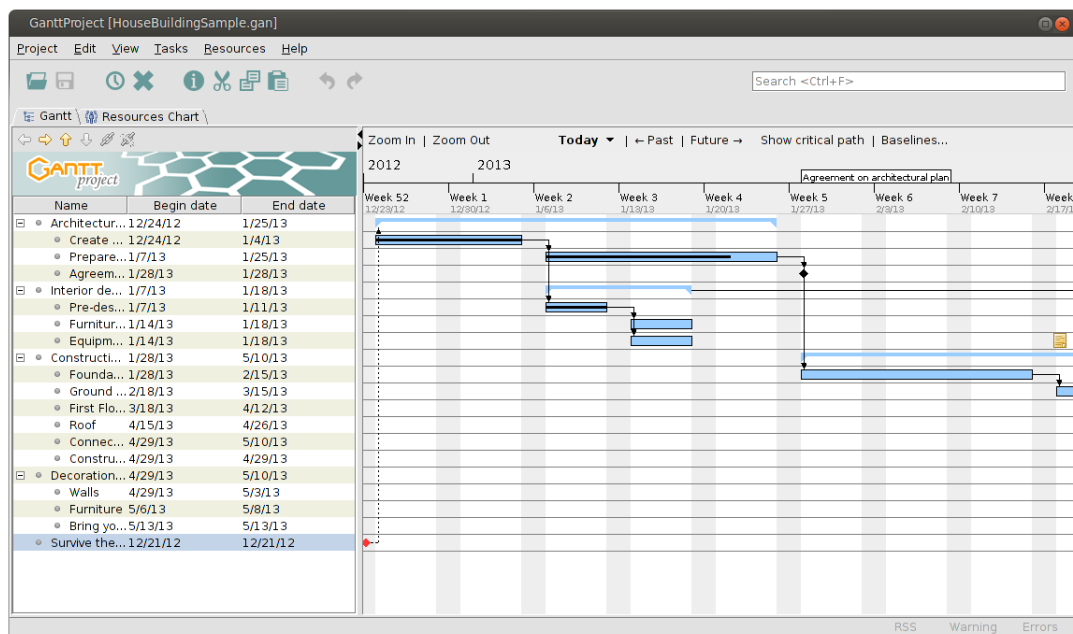 GanttProject [HouseBuildingSample.gan]
Project Edit View Tasks Resources Help
Search <Ctrl+F>
Gantt Resources Chart
Zoom In | Zoom Out Today | ←Past | Future→ Show critical path | Baselines...
GANTT project
2012 2013
Agreement on architectural plan
Week 52 Week 1 Week 2 Week 3 Week 4 Week 5 Week 6 Week 7 Week
12/23/12 12/30/12 1/6/13 1/13/13 1/20/13 1/27/13 2/3/13 2/10/13 2/17/1
Name Begin date End date
Architectur... 12/24/12 1/25/13
Create ... 12/24/12 1/4/13
Prepare... 1/7/13 1/25/13
Agreem... 1/28/13 1/28/13
Interior de... 1/7/13 1/18/13
Pre-des... 1/7/13 1/11/13
Furnitur... 1/14/13 1/18/13
Equipm... 1/14/13 1/18/13
Constructi... 1/28/13 5/10/13
Founda... 1/28/13 2/15/13
Ground ... 2/18/13 3/15/13
First Flo... 3/18/13 4/12/13
Roof 4/15/13 4/26/13
Connec... 4/29/13 5/10/13
Constru... 4/29/13 4/29/13
Decoration... 4/29/13 5/10/13
Walls 4/29/13 5/3/13
Furniture 5/6/13 5/8/13
Bring yo... 5/13/13 5/13/13
Survive the... 12/21/12 12/21/12
RSS Warning Errors